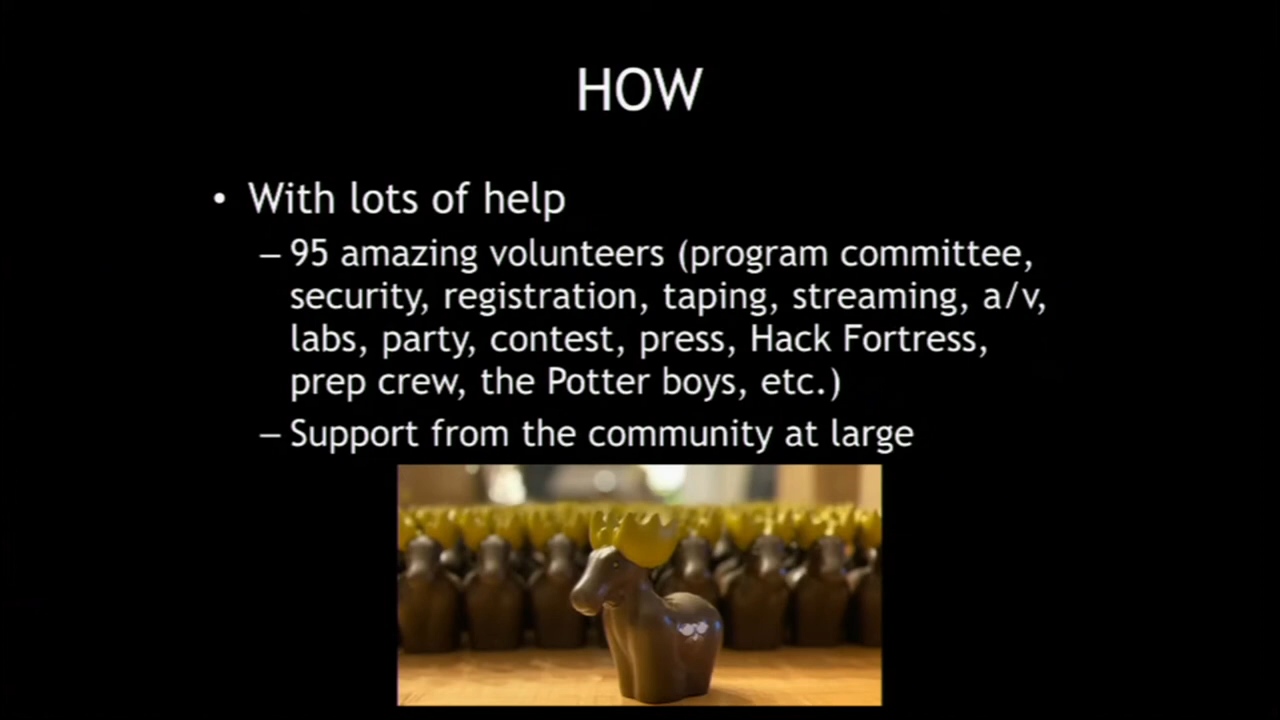 HOW
• With lots of help
– 95 amazing volunteers (program committee,
security, registration, taping, streaming, a/v,
labs, party, contest, press, Hack Fortress,
prep crew, the Potter boys, etc.)
– Support from the community at large